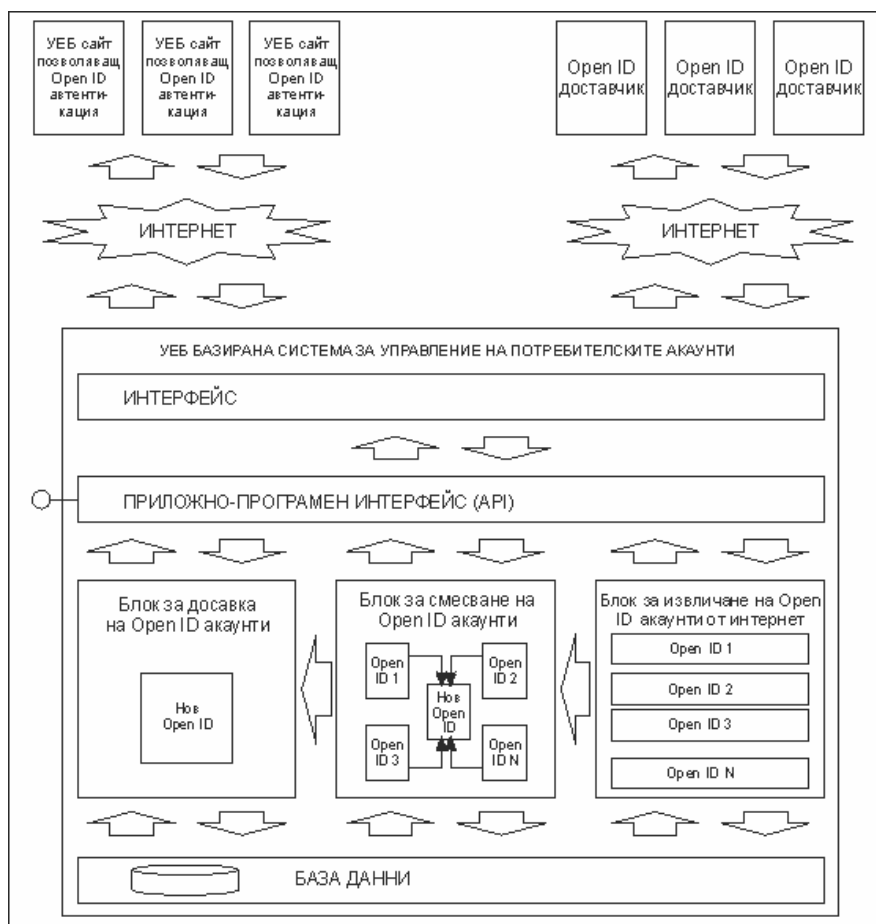 УЕБ сайт
позволяващ
Open ID
автенти-
кация
УЕБ сайт
позволяващ
Open ID
автенти-
кация
УЕБ сайт
позволяващ
Open ID
автенти-
кация
Open ID
доставчик
Open ID
доставчик
Open ID
доставчик
ИНТЕРНЕТ
ИНТЕРНЕТ
УЕБ БАЗИРАНА СИСТЕМА ЗА УПРАВЛЕНИЕ НА ПОТРЕБИТЕЛСКИТЕ АКАУНТИ
ИНТЕРФЕЙС
ПРИЛОЖНО-ПРОГРАМЕН ИНТЕРФЕЙС (API)
Блок за досавка
на Open ID акаунти
Нов
Open ID
Блок за смесване на
Open ID акаунти
Open
ID 1
Open
ID 2
Нов
Open
ID
Open
ID 3
Open
ID N
Блок за извличане на Open
ID акаунти от интернет
Open ID 1
Open ID 2
Open ID 3
Open ID N
БАЗА ДАННИ